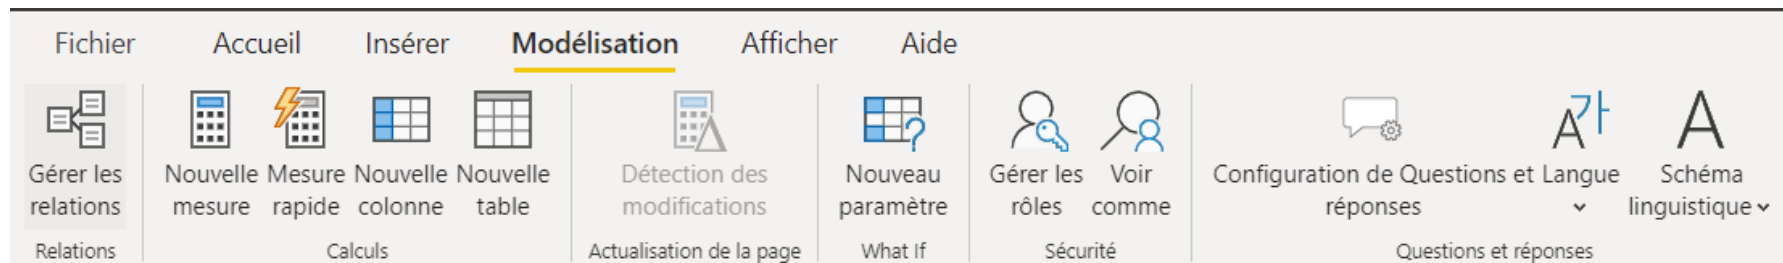 Fichier Accueil Insérer Modélisation Afficher Aide
Gérer les relations
Nouvelle mesure
Mesure rapide
Nouvelle colonne
Nouvelle table
Détection des modifications
Nouveau paramètre
Gérer les rôles
Voir comme
Configuration de Questions et réponses
Langue
Schéma linguistique
Relations Calculs Actualisation de la page What If Sécurité Questions et réponses